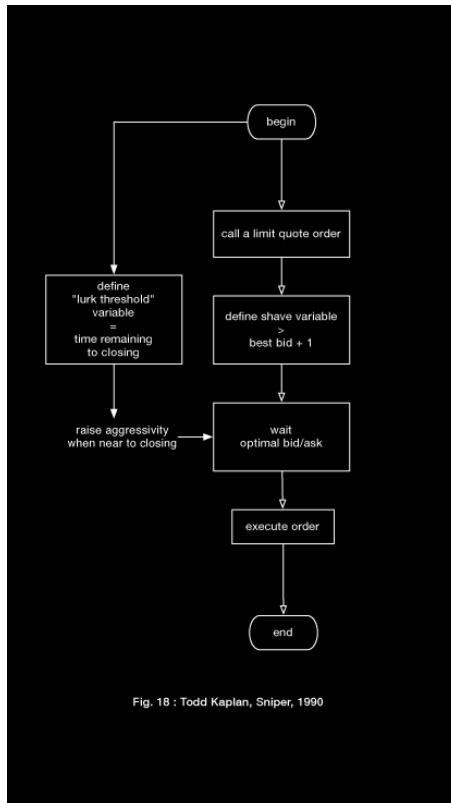 begin
call a limit quote order
define
"lurk threshold"
variable
=
time remaining
to closing
define shave variable
>
best bid + 1
raise aggressivity
when near to closing
wait
optimal bid/ask
execute order
end
Fig. 18 : Todd Kaplan, Sniper, 1990